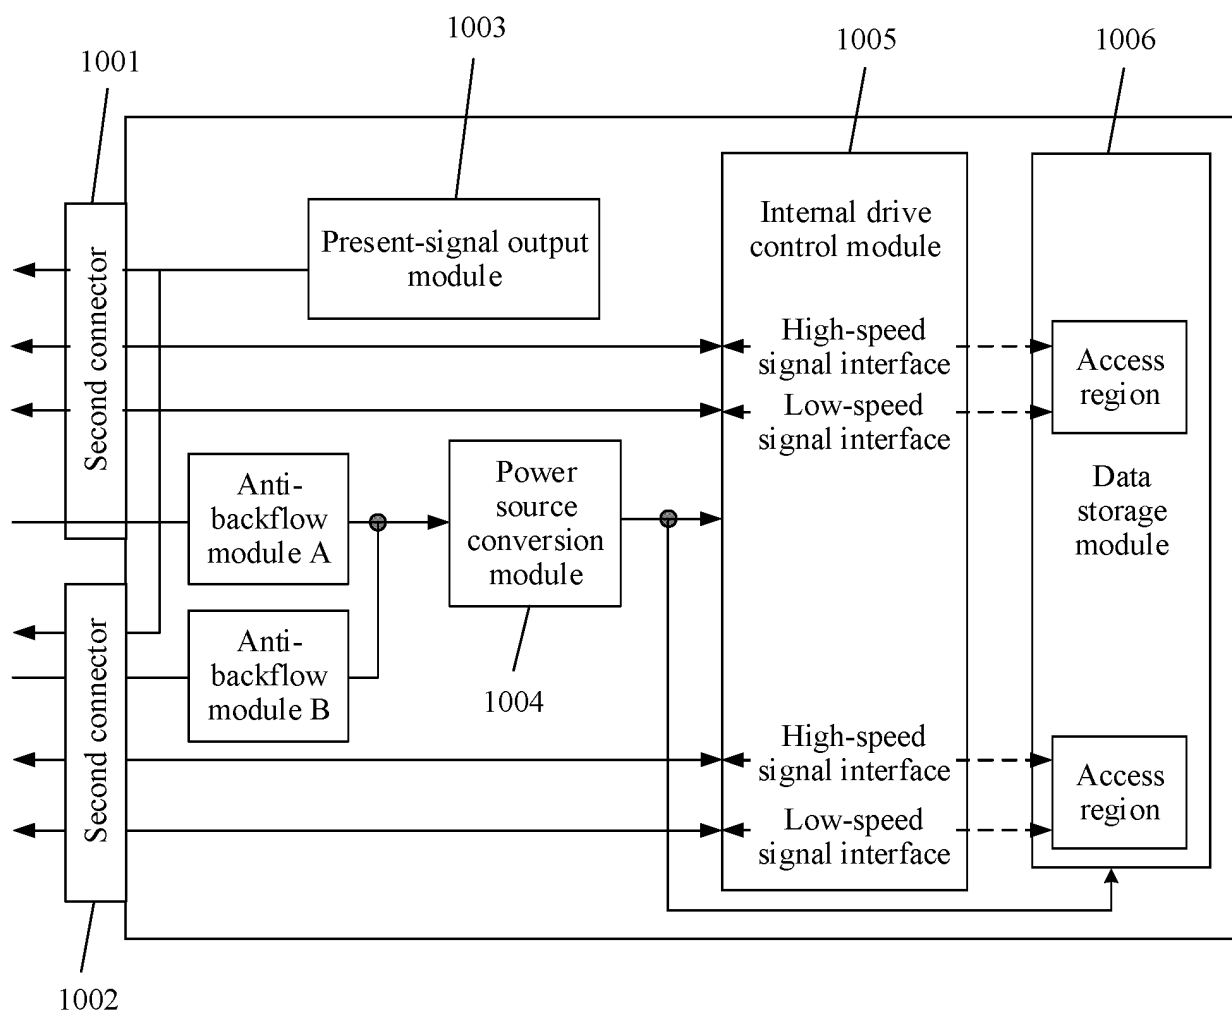 1003
1005
1006
1001
Present-signal output
module
Internal drive
control module
Second connector
High-speed
signal interface
Low-speed
signal interface
Access
region
Anti-
backflow
module A
Power
source
conversion
module
Data
storage
module
Anti-
backflow
module B
1004
Second connector
High-speed
signal interface
Low-speed
signal interface
Access
region
1002